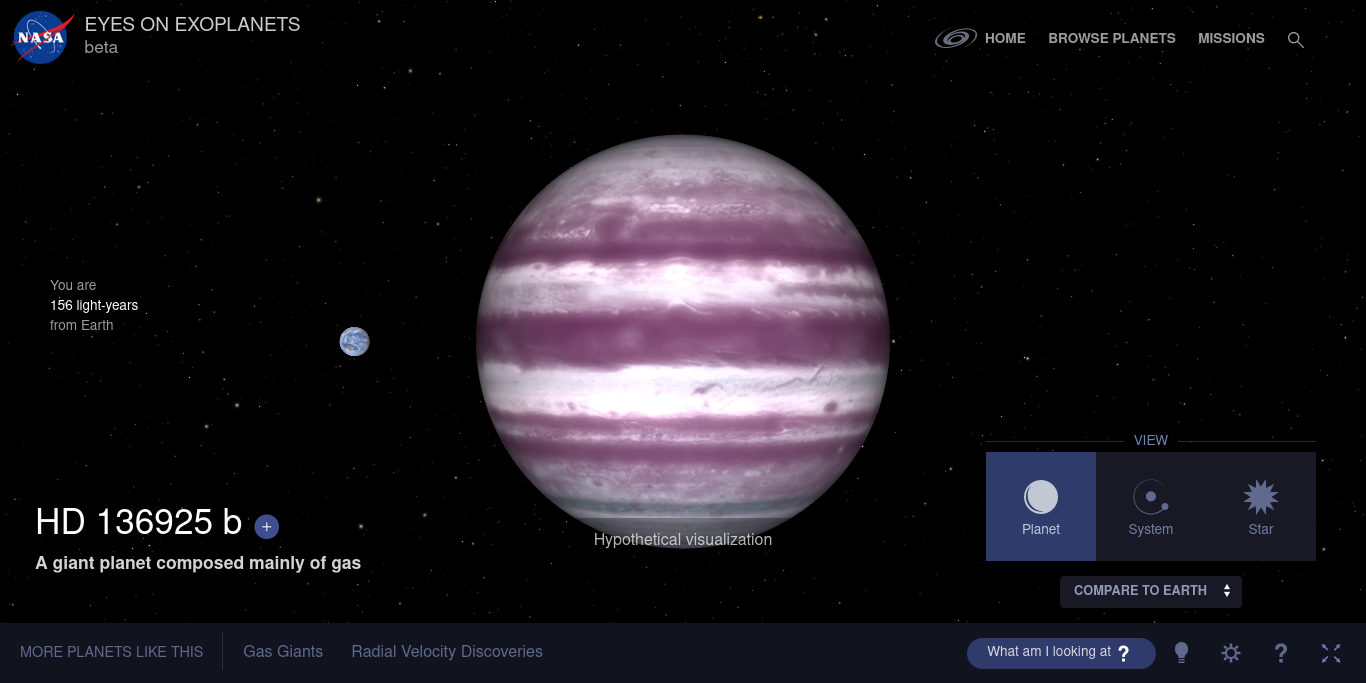 NASA
EYES ON EXOPLANETS
beta
HOME
BROWSE PLANETS
MISSIONS
You are
156 light-years
from Earth
VIEW
Planet
System
Star
HD 136925 b +
A giant planet composed mainly of gas
Hypothetical visualization
COMPARE TO EARTH
MORE PLANETS LIKE THIS
Gas Giants
Radial Velocity Discoveries
What am I looking at ?
?